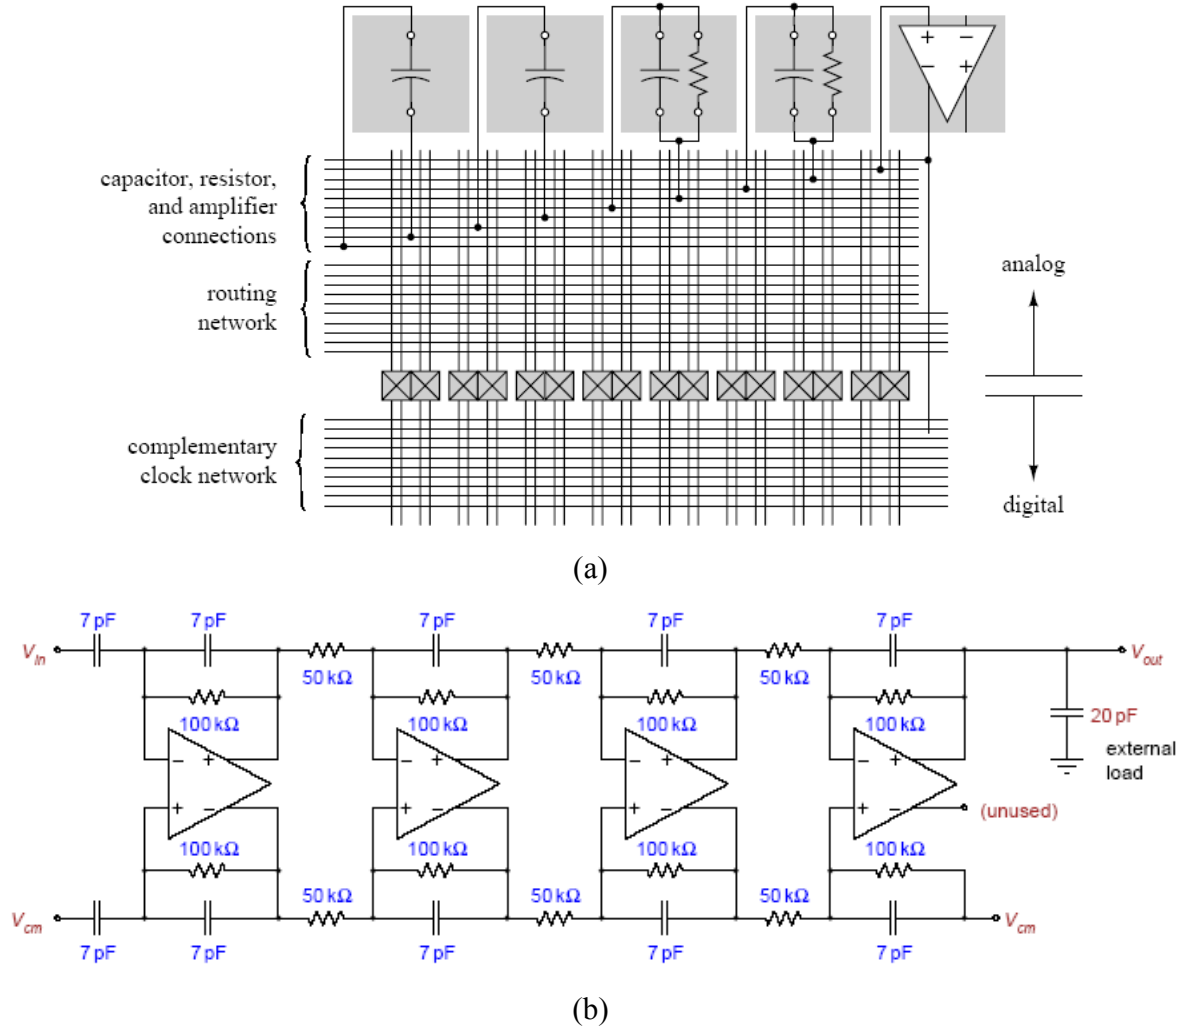 + −
− +
capacitor, resistor,
and amplifier
connections
analog
routing
network
complementary
clock network
digital
(a)
7 pF 7 pF 7 pF 7 pF 7 pF
V_in V_out
50 kΩ 50 kΩ 50 kΩ
100 kΩ 100 kΩ 100 kΩ 100 kΩ
20 pF
external
load
− + − + − + − +
+ − + − + − + −
(unused)
100 kΩ 100 kΩ 100 kΩ 100 kΩ
50 kΩ 50 kΩ 50 kΩ
V_cm V_cm
7 pF 7 pF 7 pF 7 pF 7 pF
(b)